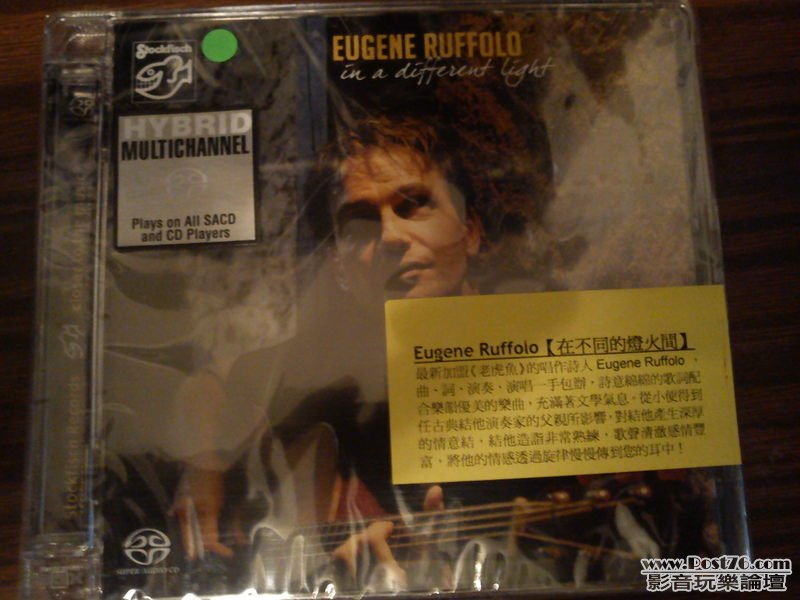 Stockfisch
EUGENE RUFFOLO
in a different light
HYBRID
MULTICHANNEL
Plays on All SACD
and CD Players
Eugene Ruffolo【在不同的燈火間】
最新加盟《老虎魚》的唱作詩人 Eugene Ruffolo，
曲、詞、演奏、演唱一手包辦，詩意綿綿的歌詞配
合樂韻優美的樂曲，充滿著文學氣息。從小便得到
任古典結他演奏家的父親所影響，對結他產生深厚
的情意結，結他造詣非常熟練，歌聲清澈感情豐
富，將他的情感透過旋律慢慢傳到您的耳中！
SUPER AUDIO CD
www.Post76.com
影音玩樂論壇